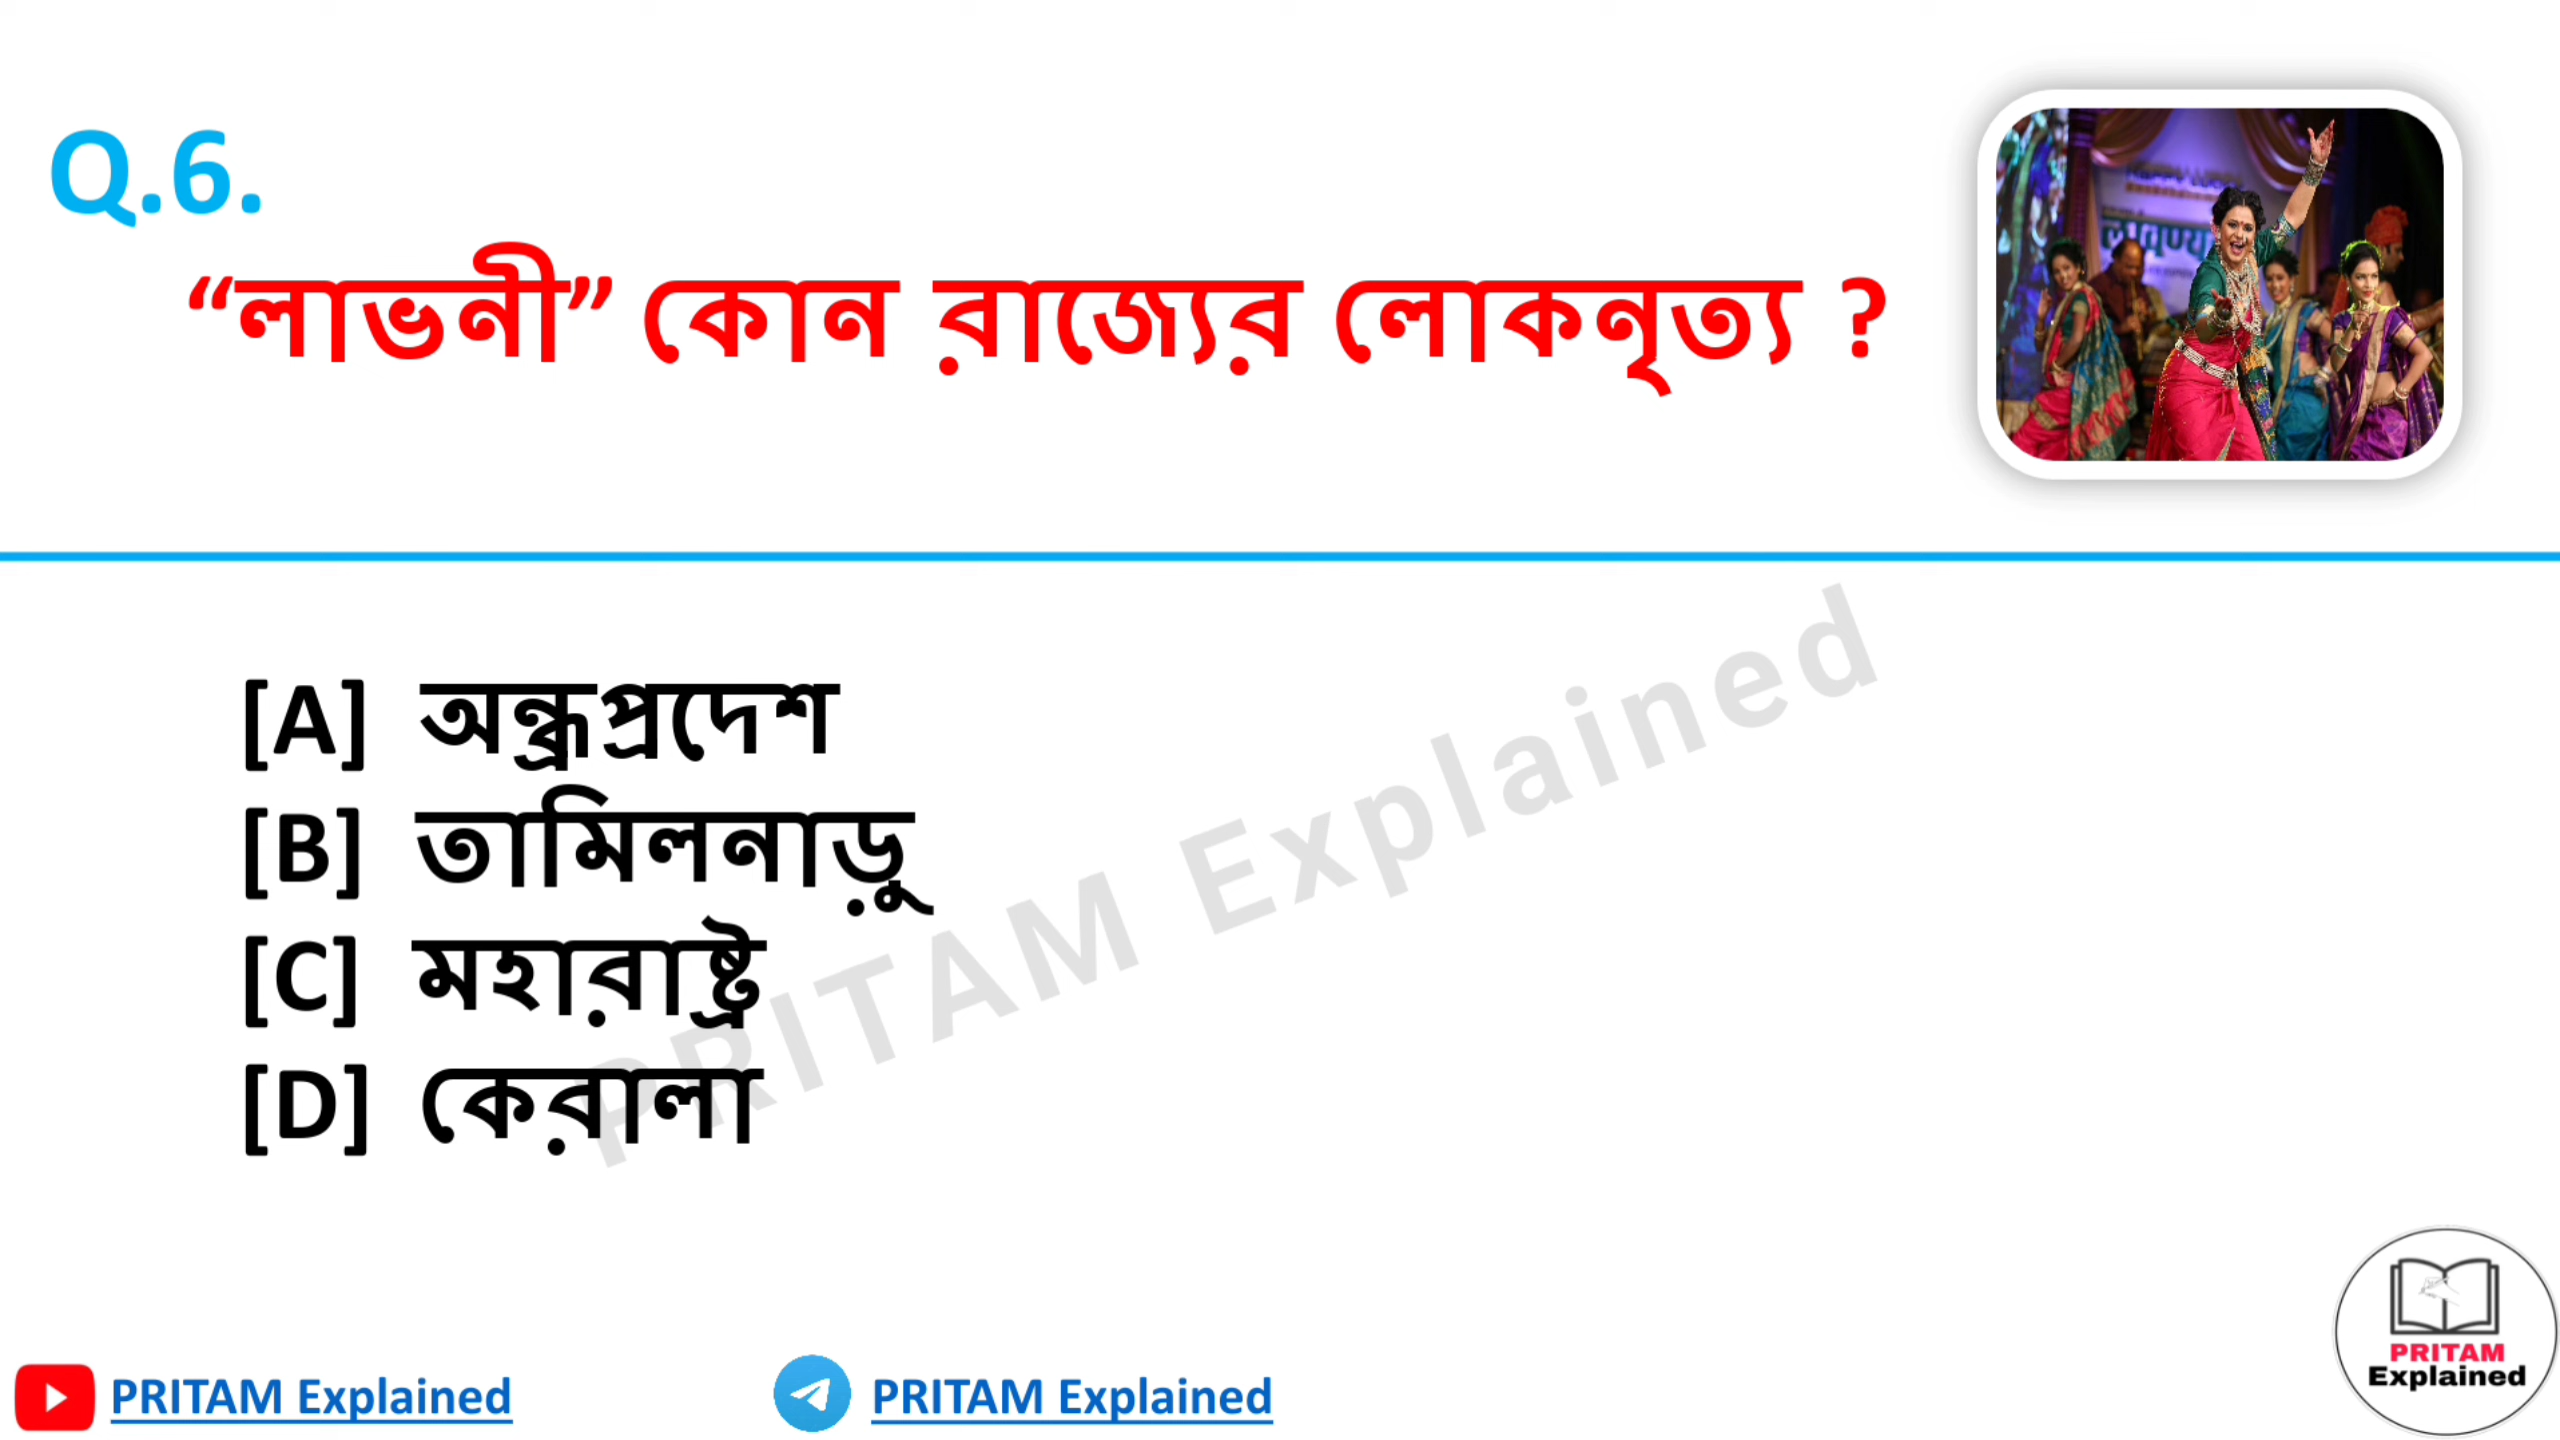 Q.6.
“লাভনী” কোন রাজ্যের লোকনৃত্য ?
[A] অন্ধ্রপ্রদেশ
[B] তামিলনাড়ু
[C] মহারাষ্ট্র
[D] কেরালা
PRITAM Explained
PRITAM Explained
PRITAM Explained
PRITAM
Explained